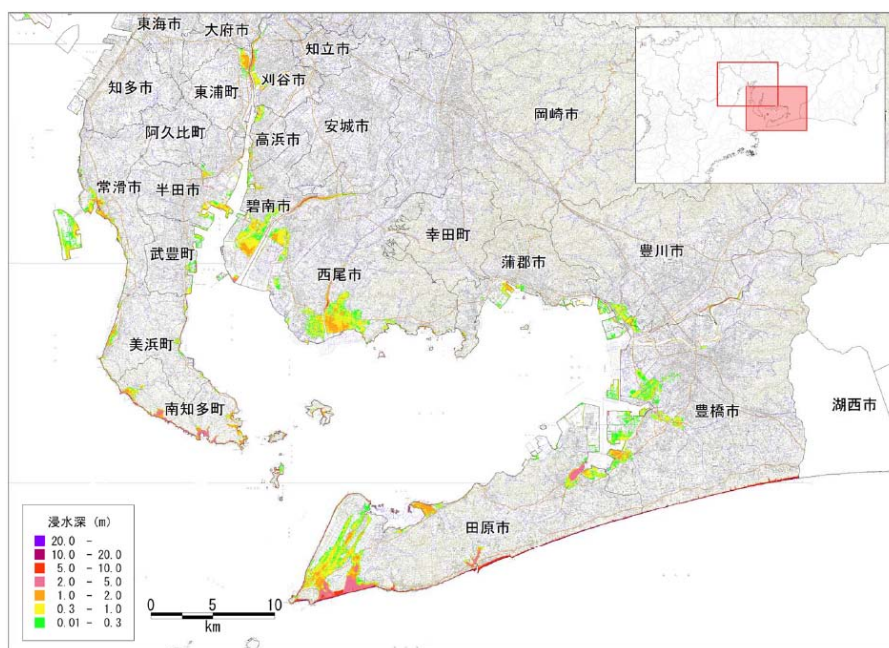 東海市
大府市
知立市
知多市
東浦町
刈谷市
岡崎市
阿久比町
高浜市
安城市
常滑市
半田市
碧南市
武豊町
幸田町
豊川市
西尾市
蒲郡市
美浜町
南知多町
豊橋市
湖西市
田原市
浸水深 (m)
20.0 -
10.0 - 20.0
5.0 - 10.0
2.0 - 5.0
1.0 - 2.0
0.3 - 1.0
0.01 - 0.3
0 5 10
km